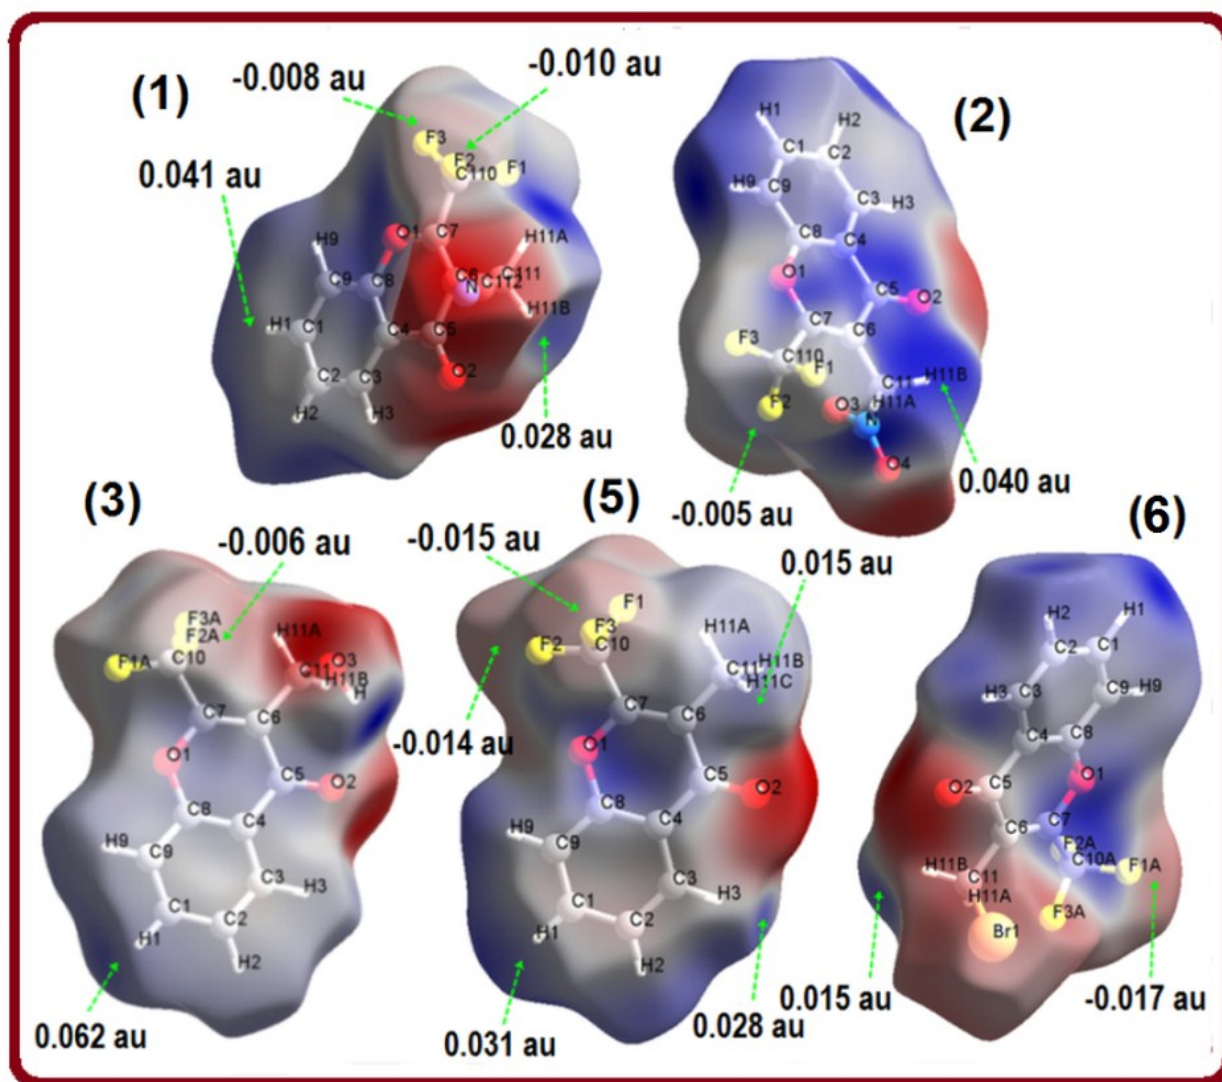 (1)
-0.008 au
-0.010 au
0.041 au
F3
F2
F1
C110
O1
C7
H11A
H9
C6
C111
N
C112
C9
C8
H11B
H1
C1
C4
C5
C2
C3
O2
H2
H3
0.028 au
(2)
H1
H2
C1
C2
H9
C9
C3
H3
C8
C4
O1
C5
O2
C7
C6
F3
C110
F1
C11
H11B
H11A
F2
O3
N
O4
-0.005 au
0.040 au
(3)
-0.006 au
F3A
F2A
H11A
F1A
C10
C11
O3
H11B
H
C7
C6
O1
C5
O2
C8
C4
H9
C9
C3
H3
C1
C2
H1
H2
0.062 au
(5)
-0.015 au
0.015 au
F1
F3
F2
C10
H11A
C11
H11B
H11C
-0.014 au
C7
C6
O1
C5
O2
C8
C4
H9
C9
C3
H3
C1
C2
H1
H2
0.031 au
0.028 au
(6)
H2
H1
C2
C1
H3
C3
C9
H9
C4
C8
O2
C5
O1
C6
C7
F2A
C10A
F1A
H11B
C11
H11A
F3A
Br1
0.015 au
-0.017 au